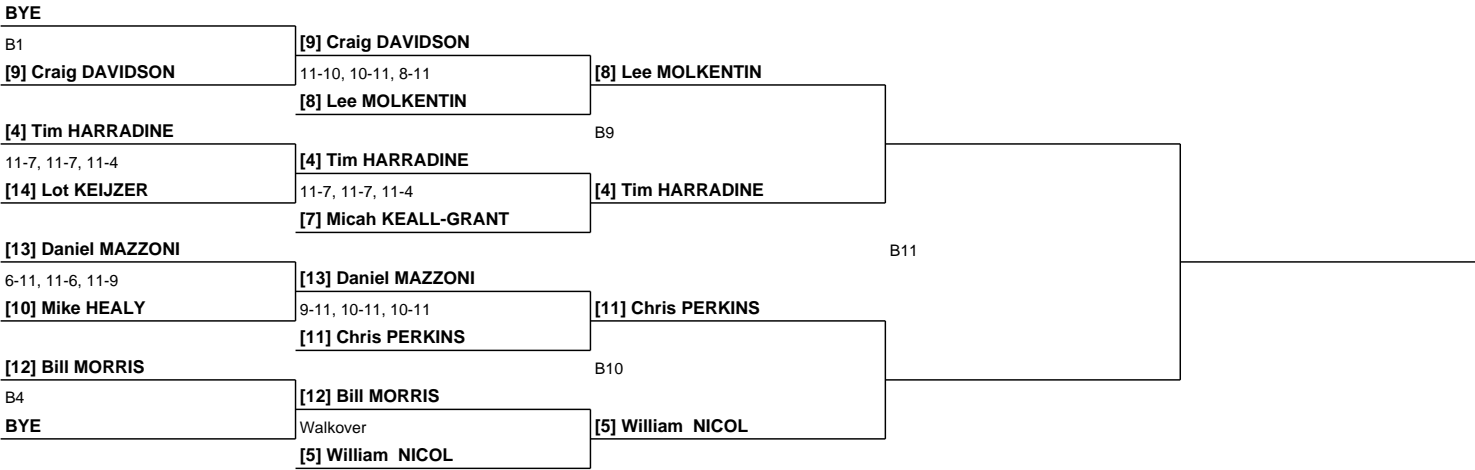 BYE
B1
[9] Craig DAVIDSON
[9] Craig DAVIDSON
11-10, 10-11, 8-11
[8] Lee MOLKENTIN
[8] Lee MOLKENTIN
B9
[4] Tim HARRADINE
11-7, 11-7, 11-4
[14] Lot KEIJZER
[4] Tim HARRADINE
11-7, 11-7, 11-4
[7] Micah KEALL-GRANT
[4] Tim HARRADINE
B11
[13] Daniel MAZZONI
6-11, 11-6, 11-9
[10] Mike HEALY
[13] Daniel MAZZONI
9-11, 10-11, 10-11
[11] Chris PERKINS
[11] Chris PERKINS
B10
[12] Bill MORRIS
B4
BYE
[12] Bill MORRIS
Walkover
[5] William NICOL
[5] William NICOL